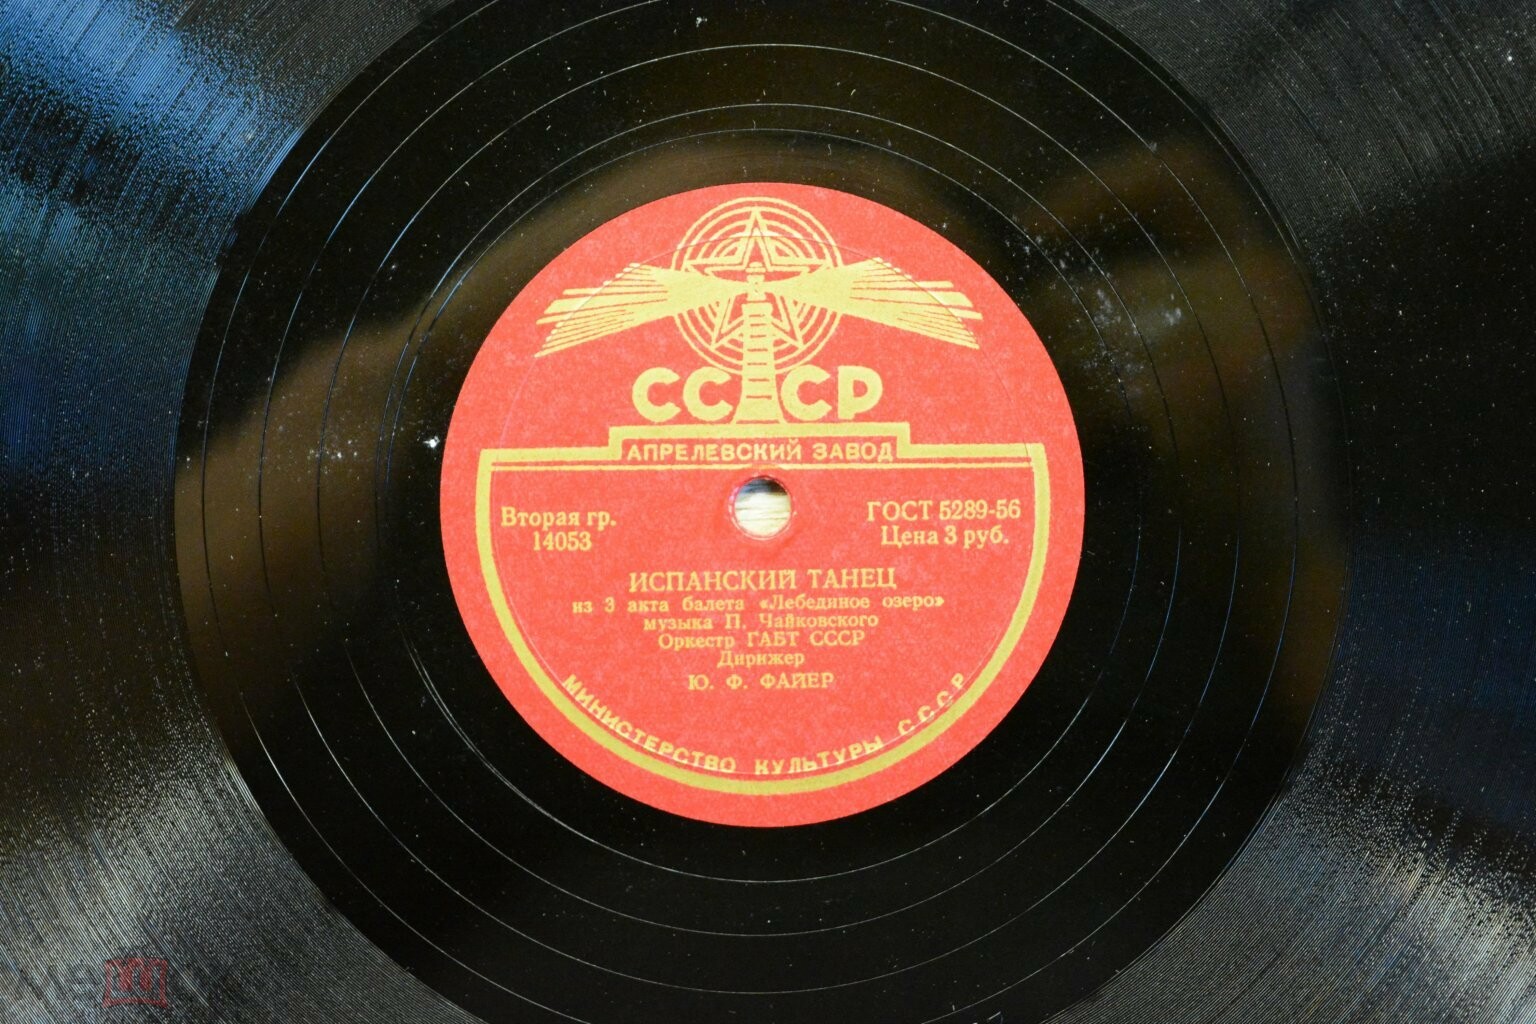 СССР
АПРЕЛЕВСКИЙ ЗАВОД
Вторая гр.
14053
ГОСТ 5289-56
Цена 3 руб.
ИСПАНСКИЙ ТАНЕЦ
из 3 акта балета «Лебединое озеро»
музыка П. Чайковского
Оркестр ГАБТ СССР
Дирижер
Ю. Ф. ФАЙЕР
МИНИСТЕРСТВО КУЛЬТУРЫ СССР